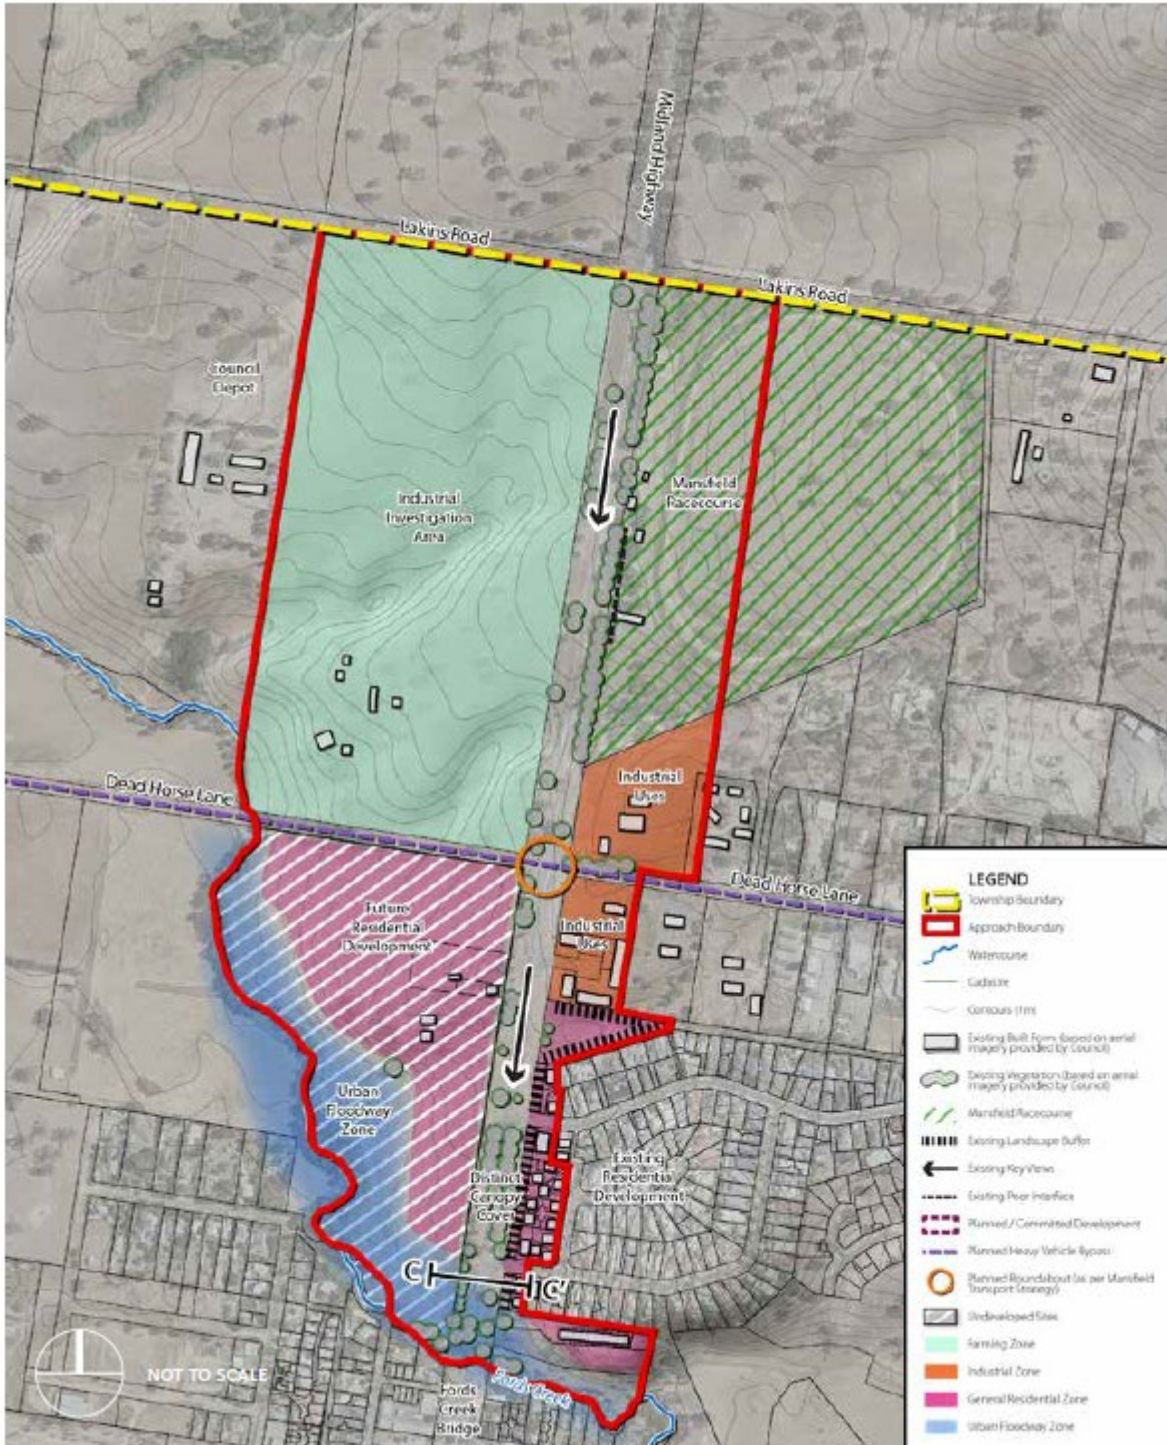 Midland Highway
Lakins Road
Lakins Road
Council
Depot
Mansfield
Racecourse
Industrial
Investigation
Area
Industrial
Uses
Dead Horse Lane
Dead Horse Lane
Future
Residential
Development
Industrial
Uses
Urban
Floodway
Zone
Existing
Residential
Development
Distinct
Canopy
Cover
C
C'
NOT TO SCALE
Fords Creek
Fords
Creek
Bridge
LEGEND
Township Boundary
Approach Boundary
Watercourse
Cadastre
Contours (1m)
Existing Built Form (based on aerial
imagery provided by Council)
Existing Vegetation (based on aerial
imagery provided by Council)
Mansfield Racecourse
Existing Landscape Buffer
Existing Key Views
Existing Poor Interface
Planned / Committed Development
Planned Heavy Vehicle Bypass
Planned Roundabout (as per Mansfield
Transport Strategy)
Undeveloped Sites
Farming Zone
Industrial Zone
General Residential Zone
Urban Floodway Zone